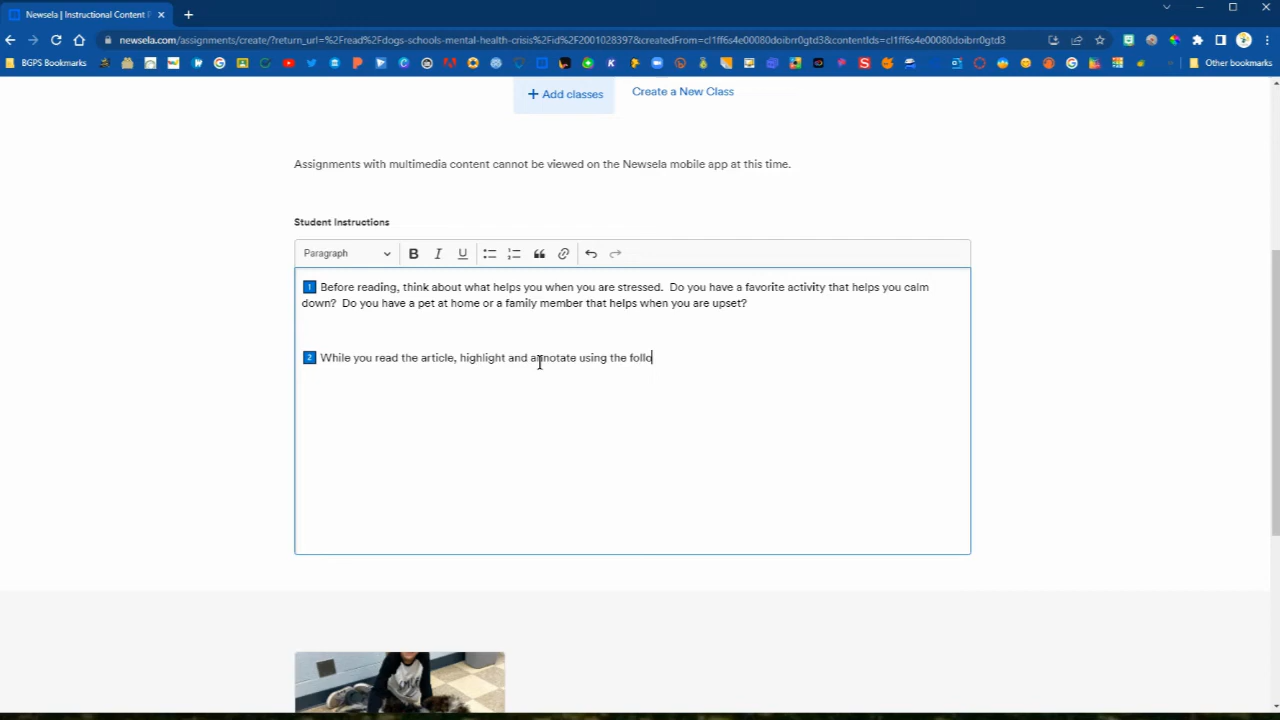 Newsela | Instructional Content P
newsela.com/assignments/create/?return_url=%2Fread%2Fdogs-schools-mental-health-crisis%2Fid%2F2001028397&createdFrom=cl1ff6s4e00080doibrr0gtd3&contentIds=cl1ff6s4e00080doibrr0gtd3
BGPS Bookmarks
Other bookmarks
+ Add classes
Create a New Class
Assignments with multimedia content cannot be viewed on the Newsela mobile app at this time.
Student Instructions
Paragraph
B I U
1 Before reading, think about what helps you when you are stressed. Do you have a favorite activity that helps you calm
down? Do you have a pet at home or a family member that helps when you are upset?
2 While you read the article, highlight and annotate using the follo